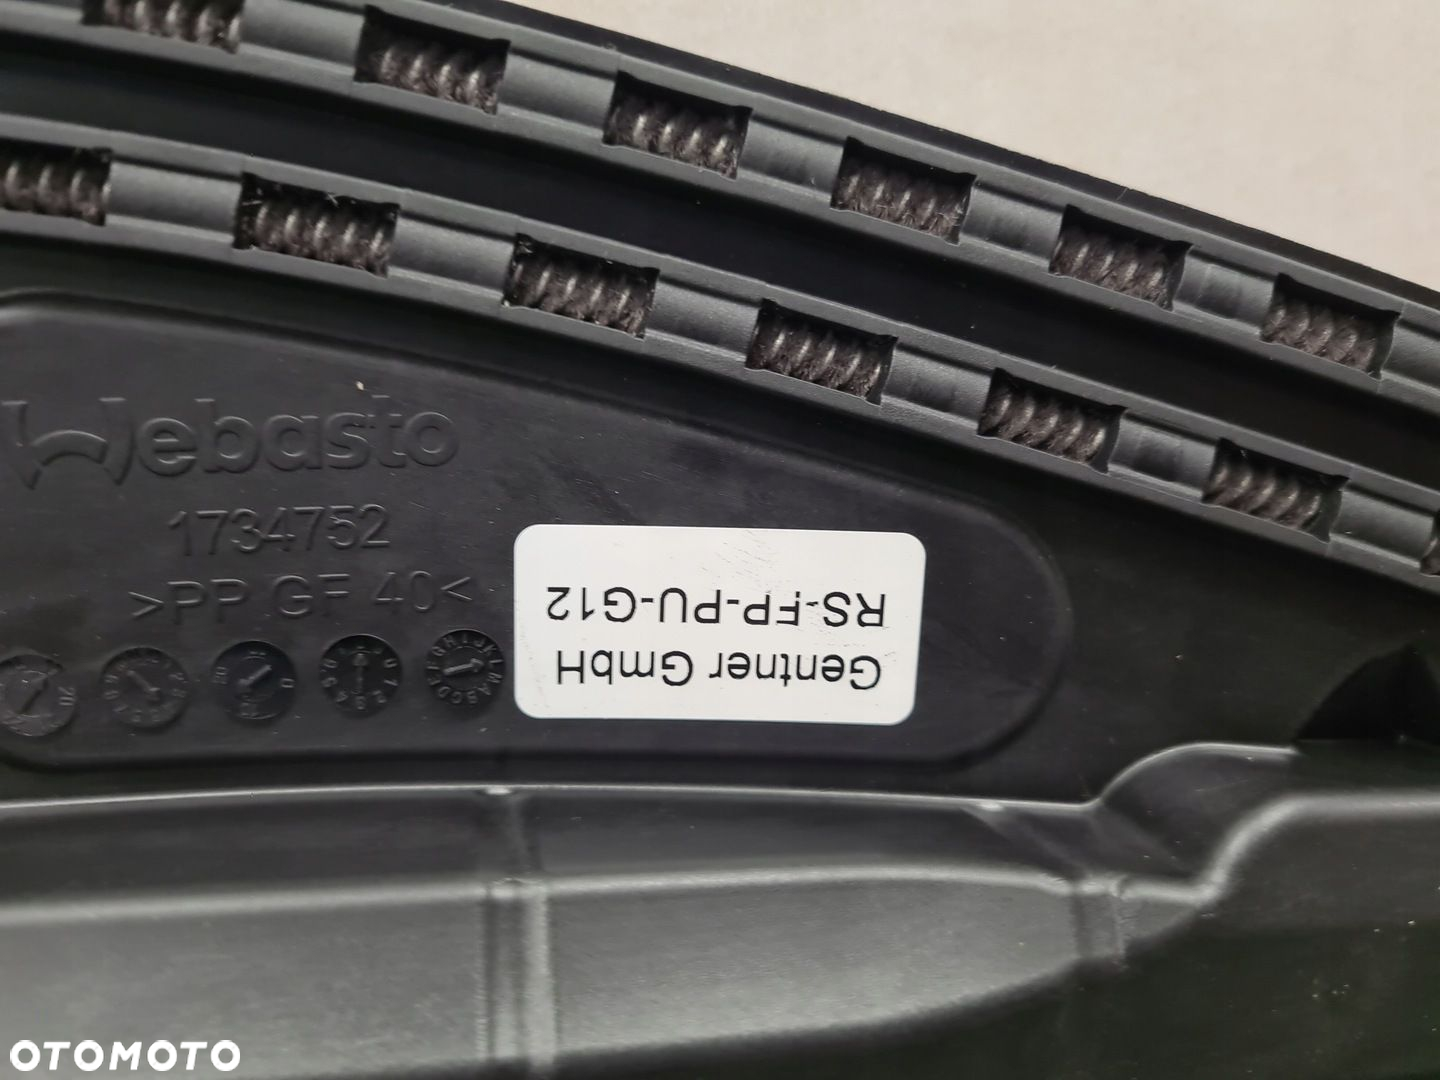 Webasto
1734752
>PP GF 40<
Gentner GmbH
RS-FP-PU-G12
OTOMOTO